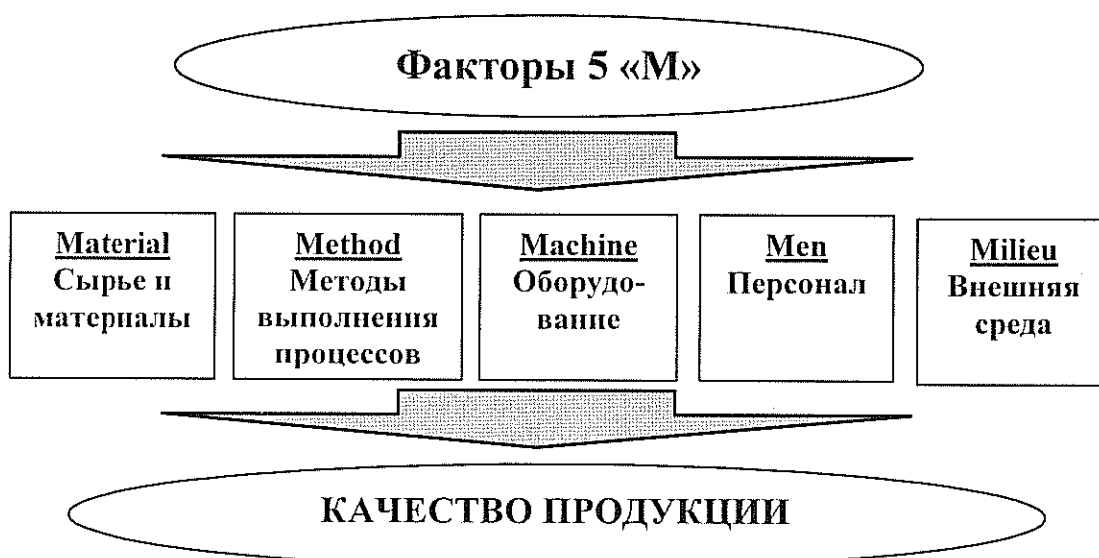 Факторы 5 «М»
Material
Сырье и
материалы
Method
Методы
выполнения
процессов
Machine
Оборудо-
вание
Men
Персонал
Milieu
Внешняя
среда
КАЧЕСТВО ПРОДУКЦИИ